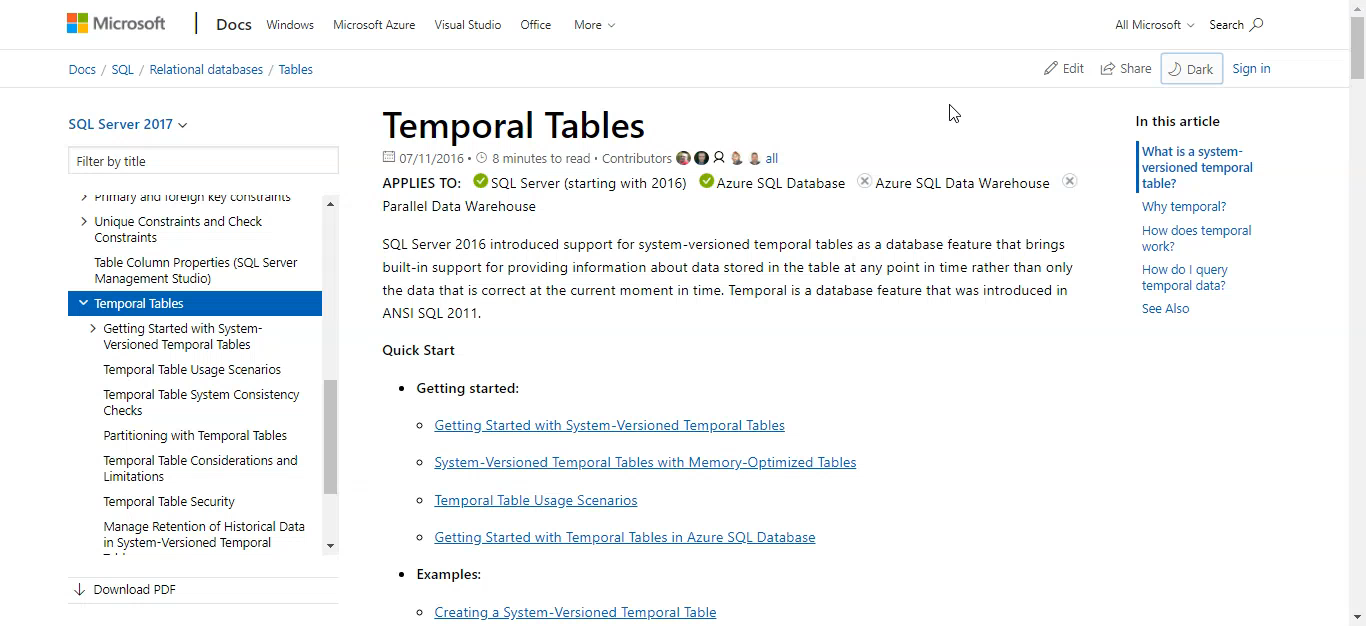 Microsoft Docs Windows Microsoft Azure Visual Studio Office More All Microsoft Search
Docs / SQL / Relational databases / Tables Edit Share Dark Sign in
SQL Server 2017
Filter by title
Primary and foreign key constraints
Unique Constraints and Check
Constraints
Table Column Properties (SQL Server
Management Studio)
Temporal Tables
Getting Started with System-
Versioned Temporal Tables
Temporal Table Usage Scenarios
Temporal Table System Consistency
Checks
Partitioning with Temporal Tables
Temporal Table Considerations and
Limitations
Temporal Table Security
Manage Retention of Historical Data
in System-Versioned Temporal
Download PDF
Temporal Tables
07/11/2016 • 8 minutes to read • Contributors all
APPLIES TO: SQL Server (starting with 2016) Azure SQL Database Azure SQL Data Warehouse
Parallel Data Warehouse
SQL Server 2016 introduced support for system-versioned temporal tables as a database feature that brings
built-in support for providing information about data stored in the table at any point in time rather than only
the data that is correct at the current moment in time. Temporal is a database feature that was introduced in
ANSI SQL 2011.
Quick Start
• Getting started:
Getting Started with System-Versioned Temporal Tables
System-Versioned Temporal Tables with Memory-Optimized Tables
Temporal Table Usage Scenarios
Getting Started with Temporal Tables in Azure SQL Database
• Examples:
Creating a System-Versioned Temporal Table
In this article
What is a system-
versioned temporal
table?
Why temporal?
How does temporal
work?
How do I query
temporal data?
See Also